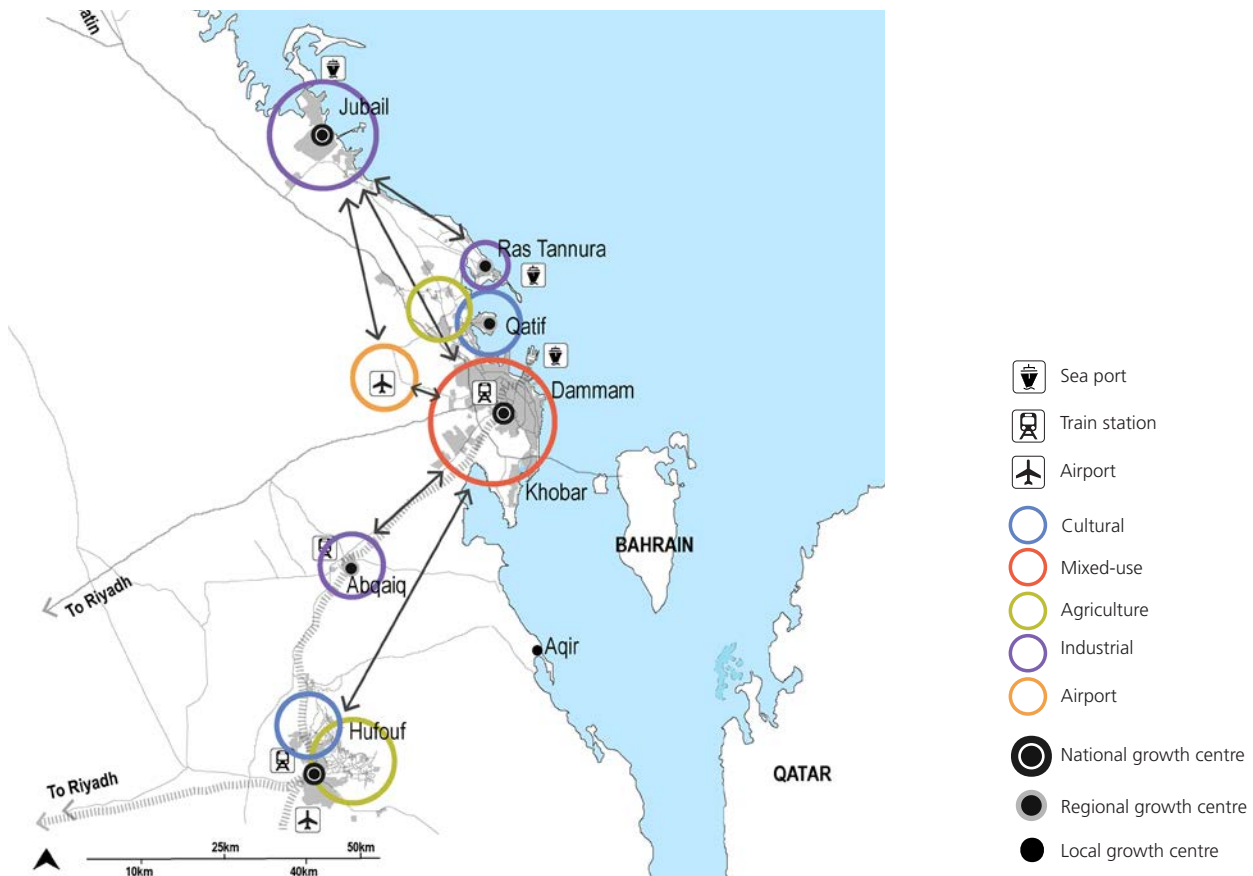 atin
Jubail
Ras Tannura
Qatif
Dammam
Khobar
BAHRAIN
Abqaiq
To Riyadh
Aqir
Hufouf
QATAR
To Riyadh
25km
50km
10km
40km
Sea port
Train station
Airport
Cultural
Mixed-use
Agriculture
Industrial
Airport
National growth centre
Regional growth centre
Local growth centre